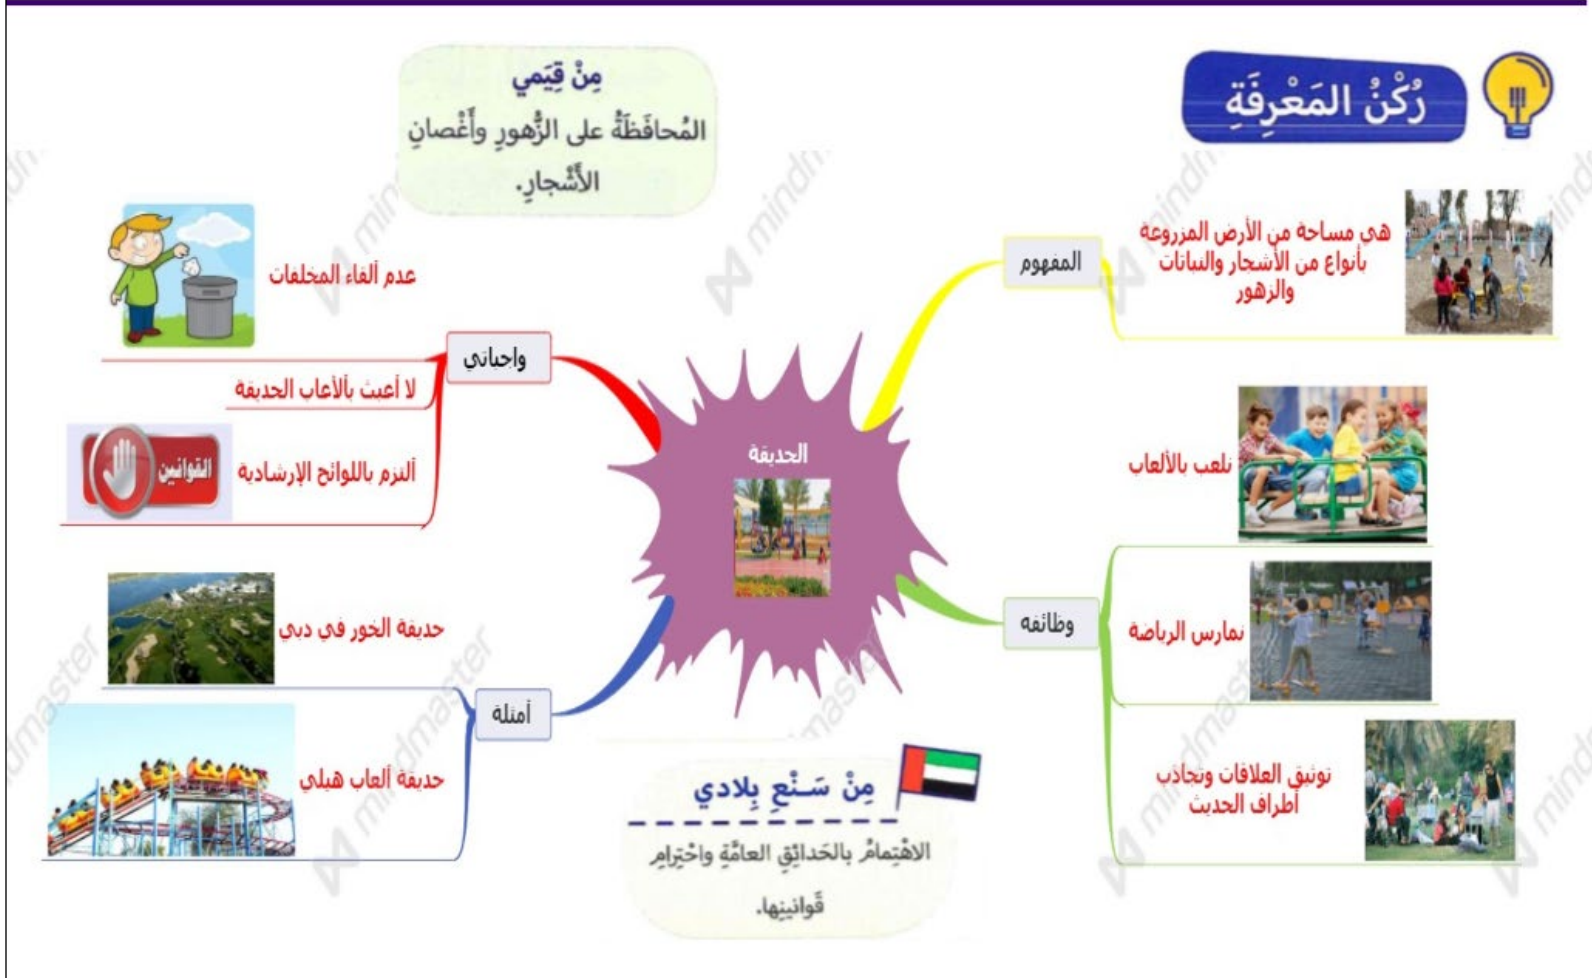 رُكْنُ المَعْرِفَةِ
مِنْ قِيَمي
المُحافَظَةُ على الزُّهورِ وأَغْصانِ
الأَشْجارِ.
الحديقة
المفهوم
هي مساحة من الأرض المزروعة
بأنواع من الأشجار والنباتات
والزهور
وظائفه
نلعب بالألعاب
نمارس الرياضة
توثيق العلاقات وتجاذب
أطراف الحديث
واجباتي
عدم ألقاء المخلفات
لا أعبث بألأعاب الحديقة
ألتزم باللوائح الإرشادية
القوانين
أمثلة
حديقة الخور في دبي
حديقة ألعاب هيلي
مِنْ سَنْعِ بِلادي
الاهْتِمامُ بالحَدائِقِ العامَّةِ واحْتِرامِ
قَوانينِها.
mindmaster